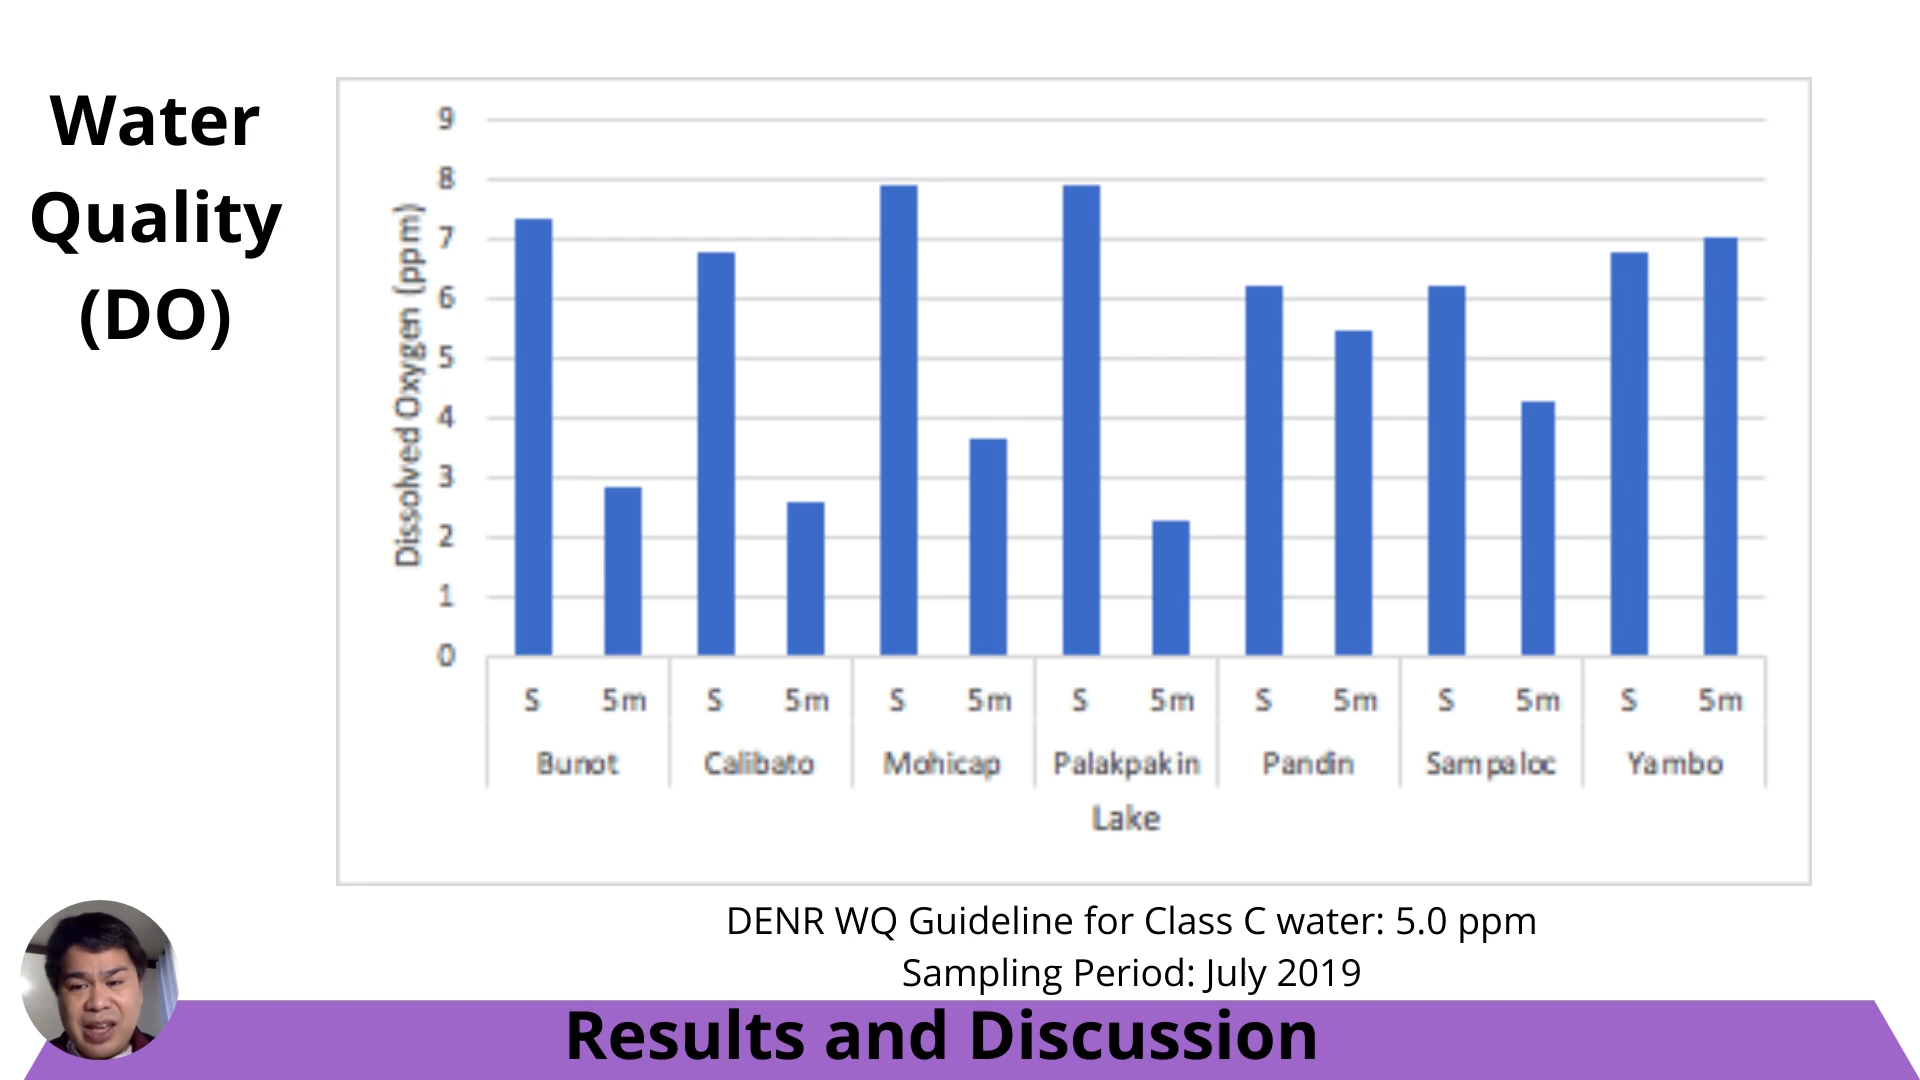 Water
Quality
(DO)
9
8
7
6
5
4
3
2
1
0
Dissolved Oxygen (ppm)
S 5m S 5m S 5m S 5m S 5m S 5m S 5m
Bunot Calibato Mohicap Palakpakin Pandin Sampaloc Yambo
Lake
DENR WQ Guideline for Class C water: 5.0 ppm
Sampling Period: July 2019
Results and Discussion